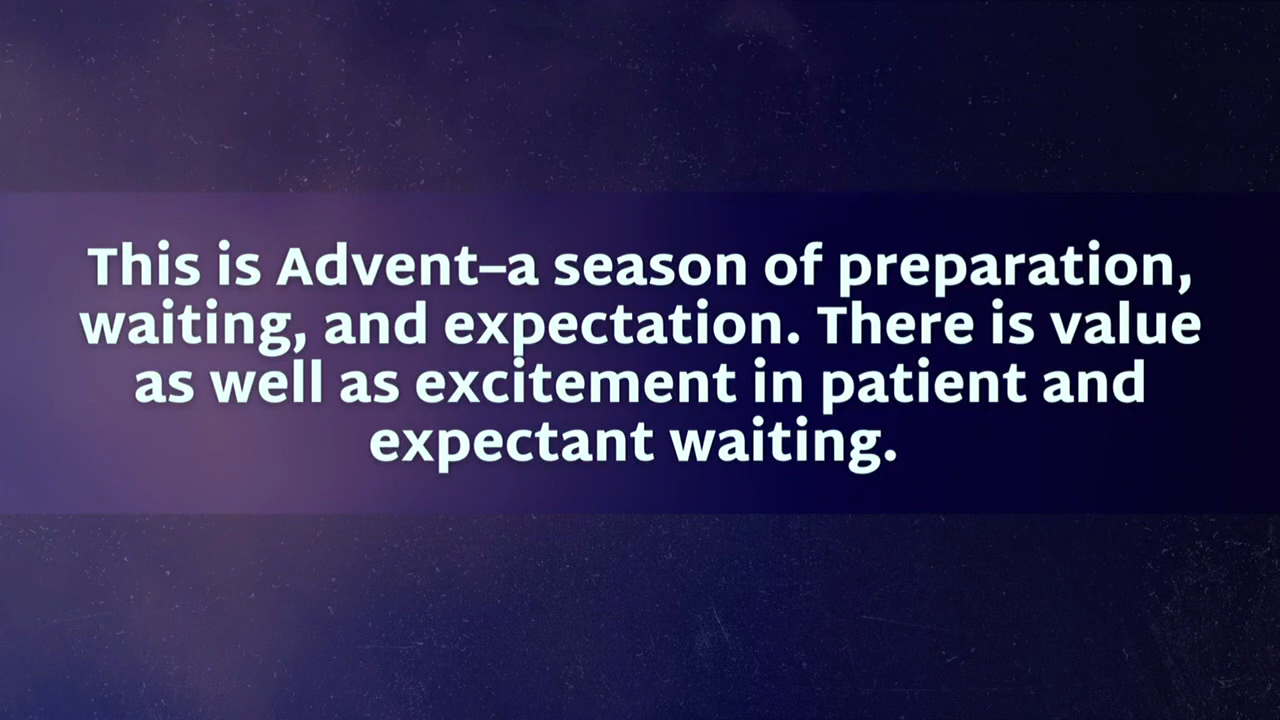 This is Advent–a season of preparation,
waiting, and expectation. There is value
as well as excitement in patient and
expectant waiting.